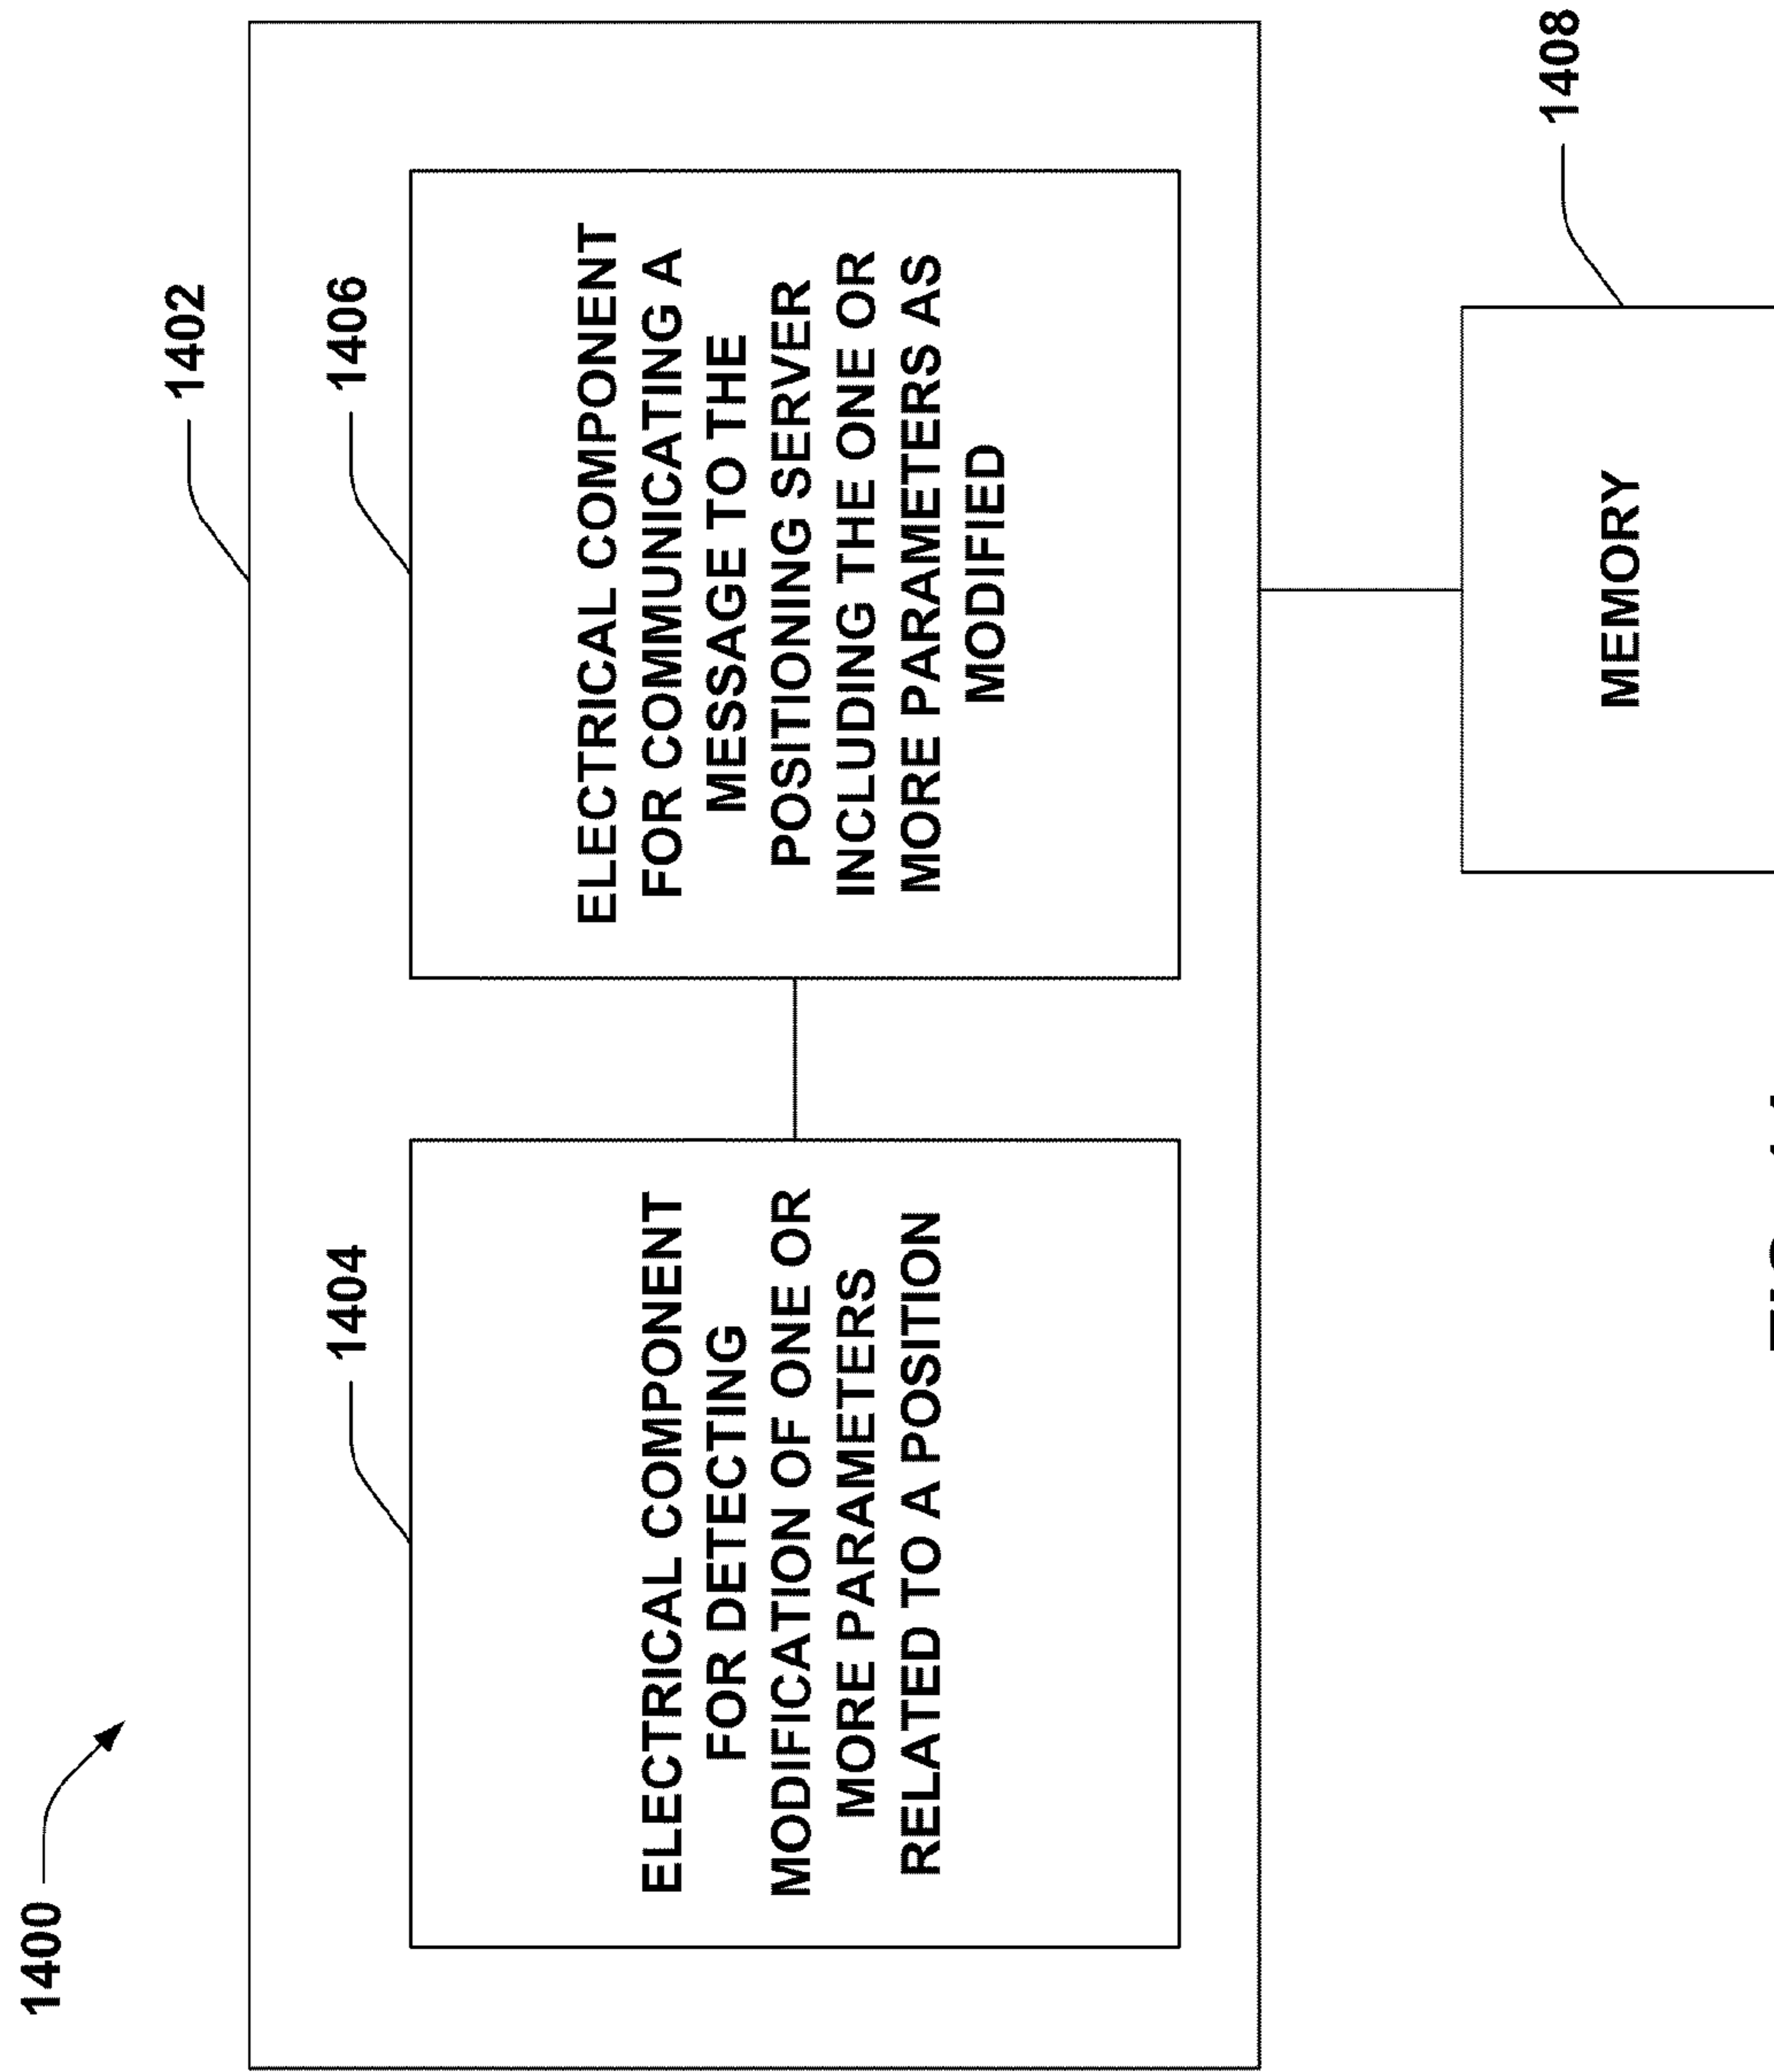 1400
1402
1404
ELECTRICAL COMPONENT
FOR DETECTING
MODIFICATION OF ONE OR
MORE PARAMETERS
RELATED TO A POSITION
1406
ELECTRICAL COMPONENT
FOR COMMUNICATING A
MESSAGE TO THE
POSITIONING SERVER
INCLUDING THE ONE OR
MORE PARAMETERS AS
MODIFIED
1408
MEMORY